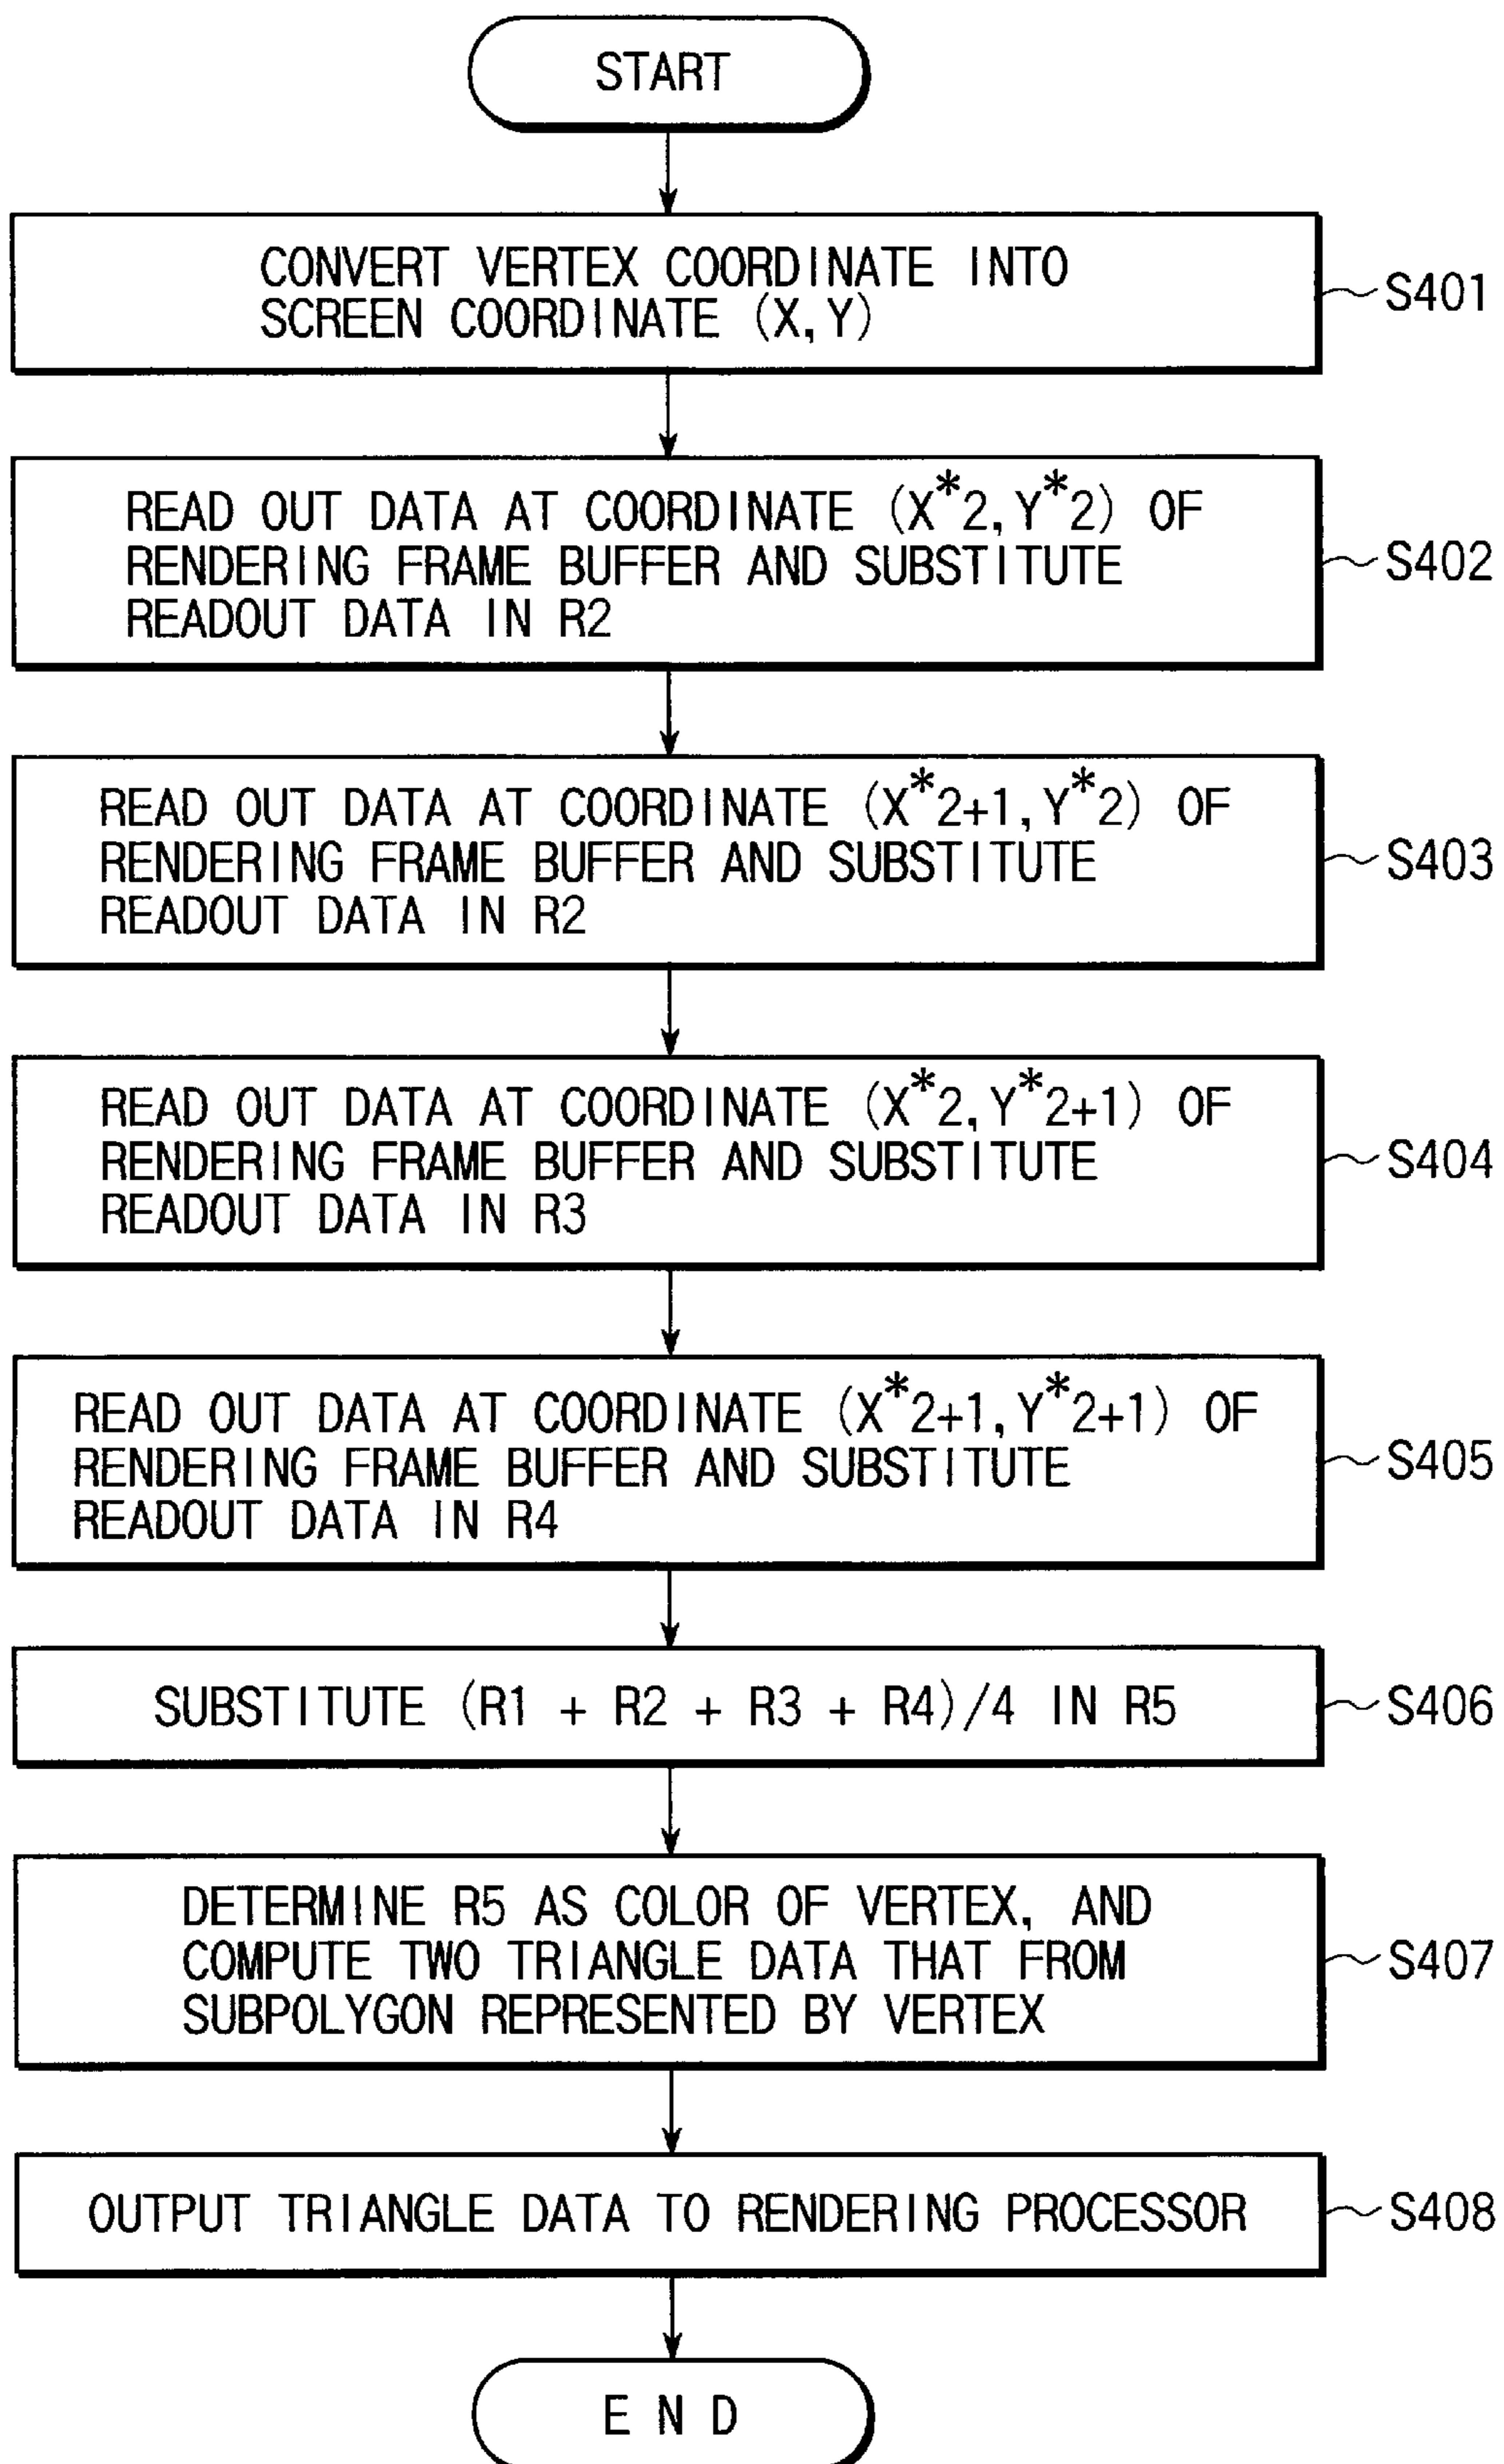 START
CONVERT VERTEX COORDINATE INTO
SCREEN COORDINATE (X,Y)
S401
READ OUT DATA AT COORDINATE (X*2,Y*2) OF
RENDERING FRAME BUFFER AND SUBSTITUTE
READOUT DATA IN R2
S402
READ OUT DATA AT COORDINATE (X*2+1,Y*2) OF
RENDERING FRAME BUFFER AND SUBSTITUTE
READOUT DATA IN R2
S403
READ OUT DATA AT COORDINATE (X*2,Y*2+1) OF
RENDERING FRAME BUFFER AND SUBSTITUTE
READOUT DATA IN R3
S404
READ OUT DATA AT COORDINATE (X*2+1,Y*2+1) OF
RENDERING FRAME BUFFER AND SUBSTITUTE
READOUT DATA IN R4
S405
SUBSTITUTE (R1 + R2 + R3 + R4)/4 IN R5
S406
DETERMINE R5 AS COLOR OF VERTEX, AND
COMPUTE TWO TRIANGLE DATA THAT FROM
SUBPOLYGON REPRESENTED BY VERTEX
S407
OUTPUT TRIANGLE DATA TO RENDERING PROCESSOR
S408
END